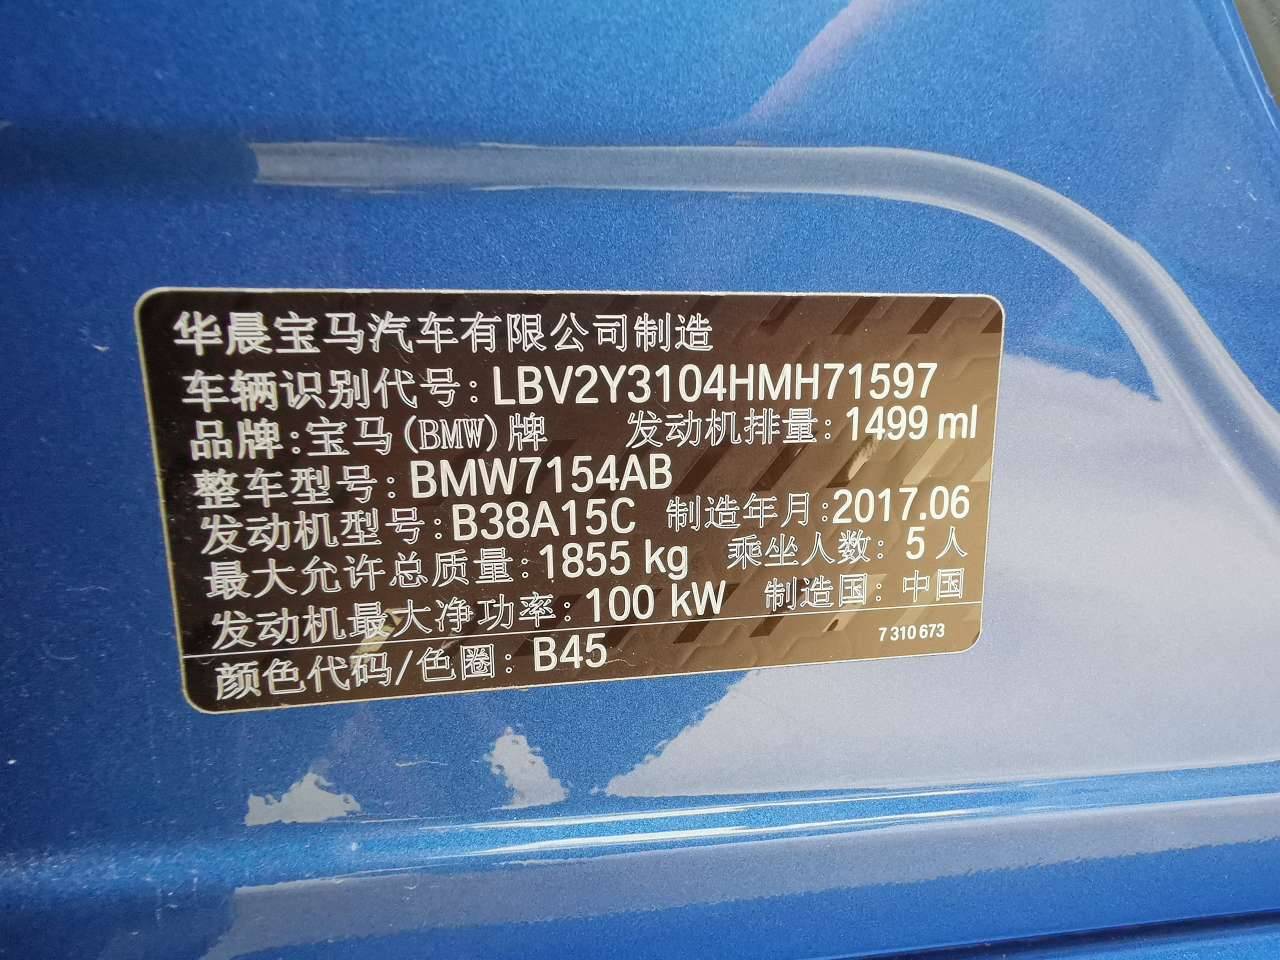 华晨宝马汽车有限公司制造
车辆识别代号: LBV2Y3104HMH71597
品牌:宝马(BMW)牌 发动机排量: 1499 ml
整车型号: BMW7154AB
发动机型号: B38A15C 制造年月:2017.06
最大允许总质量: 1855 kg 乘坐人数: 5 人
发动机最大净功率: 100 kW 制造国: 中国
7 310 673
颜色代码/色圈: B45